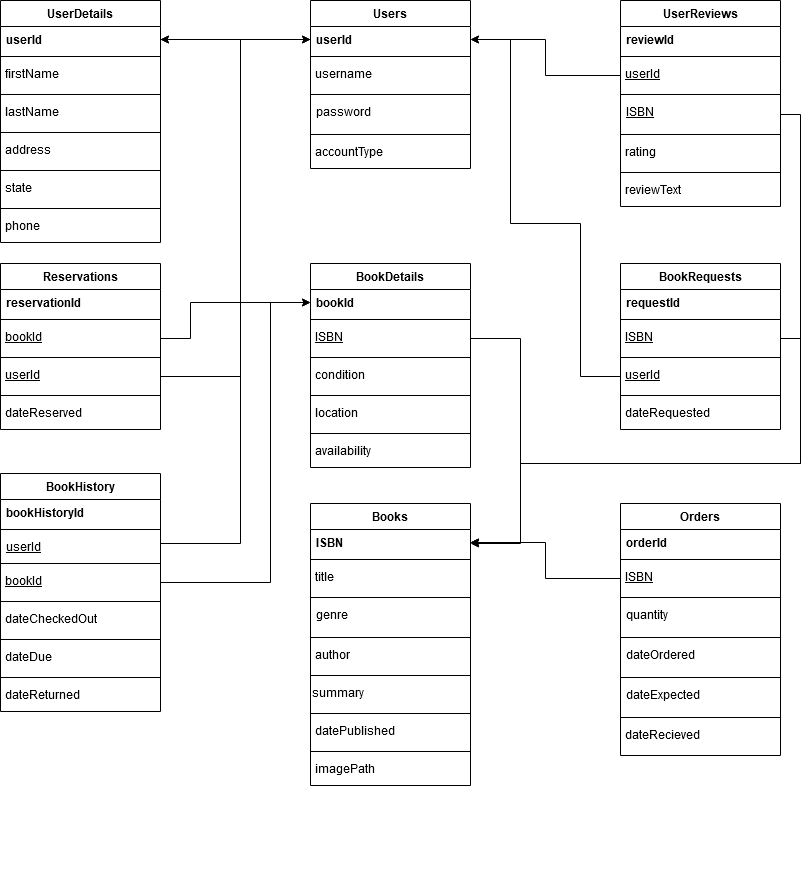 UserDetails
userId
firstName
lastName
address
state
phone
Users
userId
username
password
accountType
UserReviews
reviewId
userId
ISBN
rating
reviewText
Reservations
reservationId
bookId
userId
dateReserved
BookDetails
bookId
ISBN
condition
location
availability
BookRequests
requestId
ISBN
userId
dateRequested
BookHistory
bookHistoryId
userId
bookId
dateCheckedOut
dateDue
dateReturned
Books
ISBN
title
genre
author
summary
datePublished
imagePath
Orders
orderId
ISBN
quantity
dateOrdered
dateExpected
dateRecieved